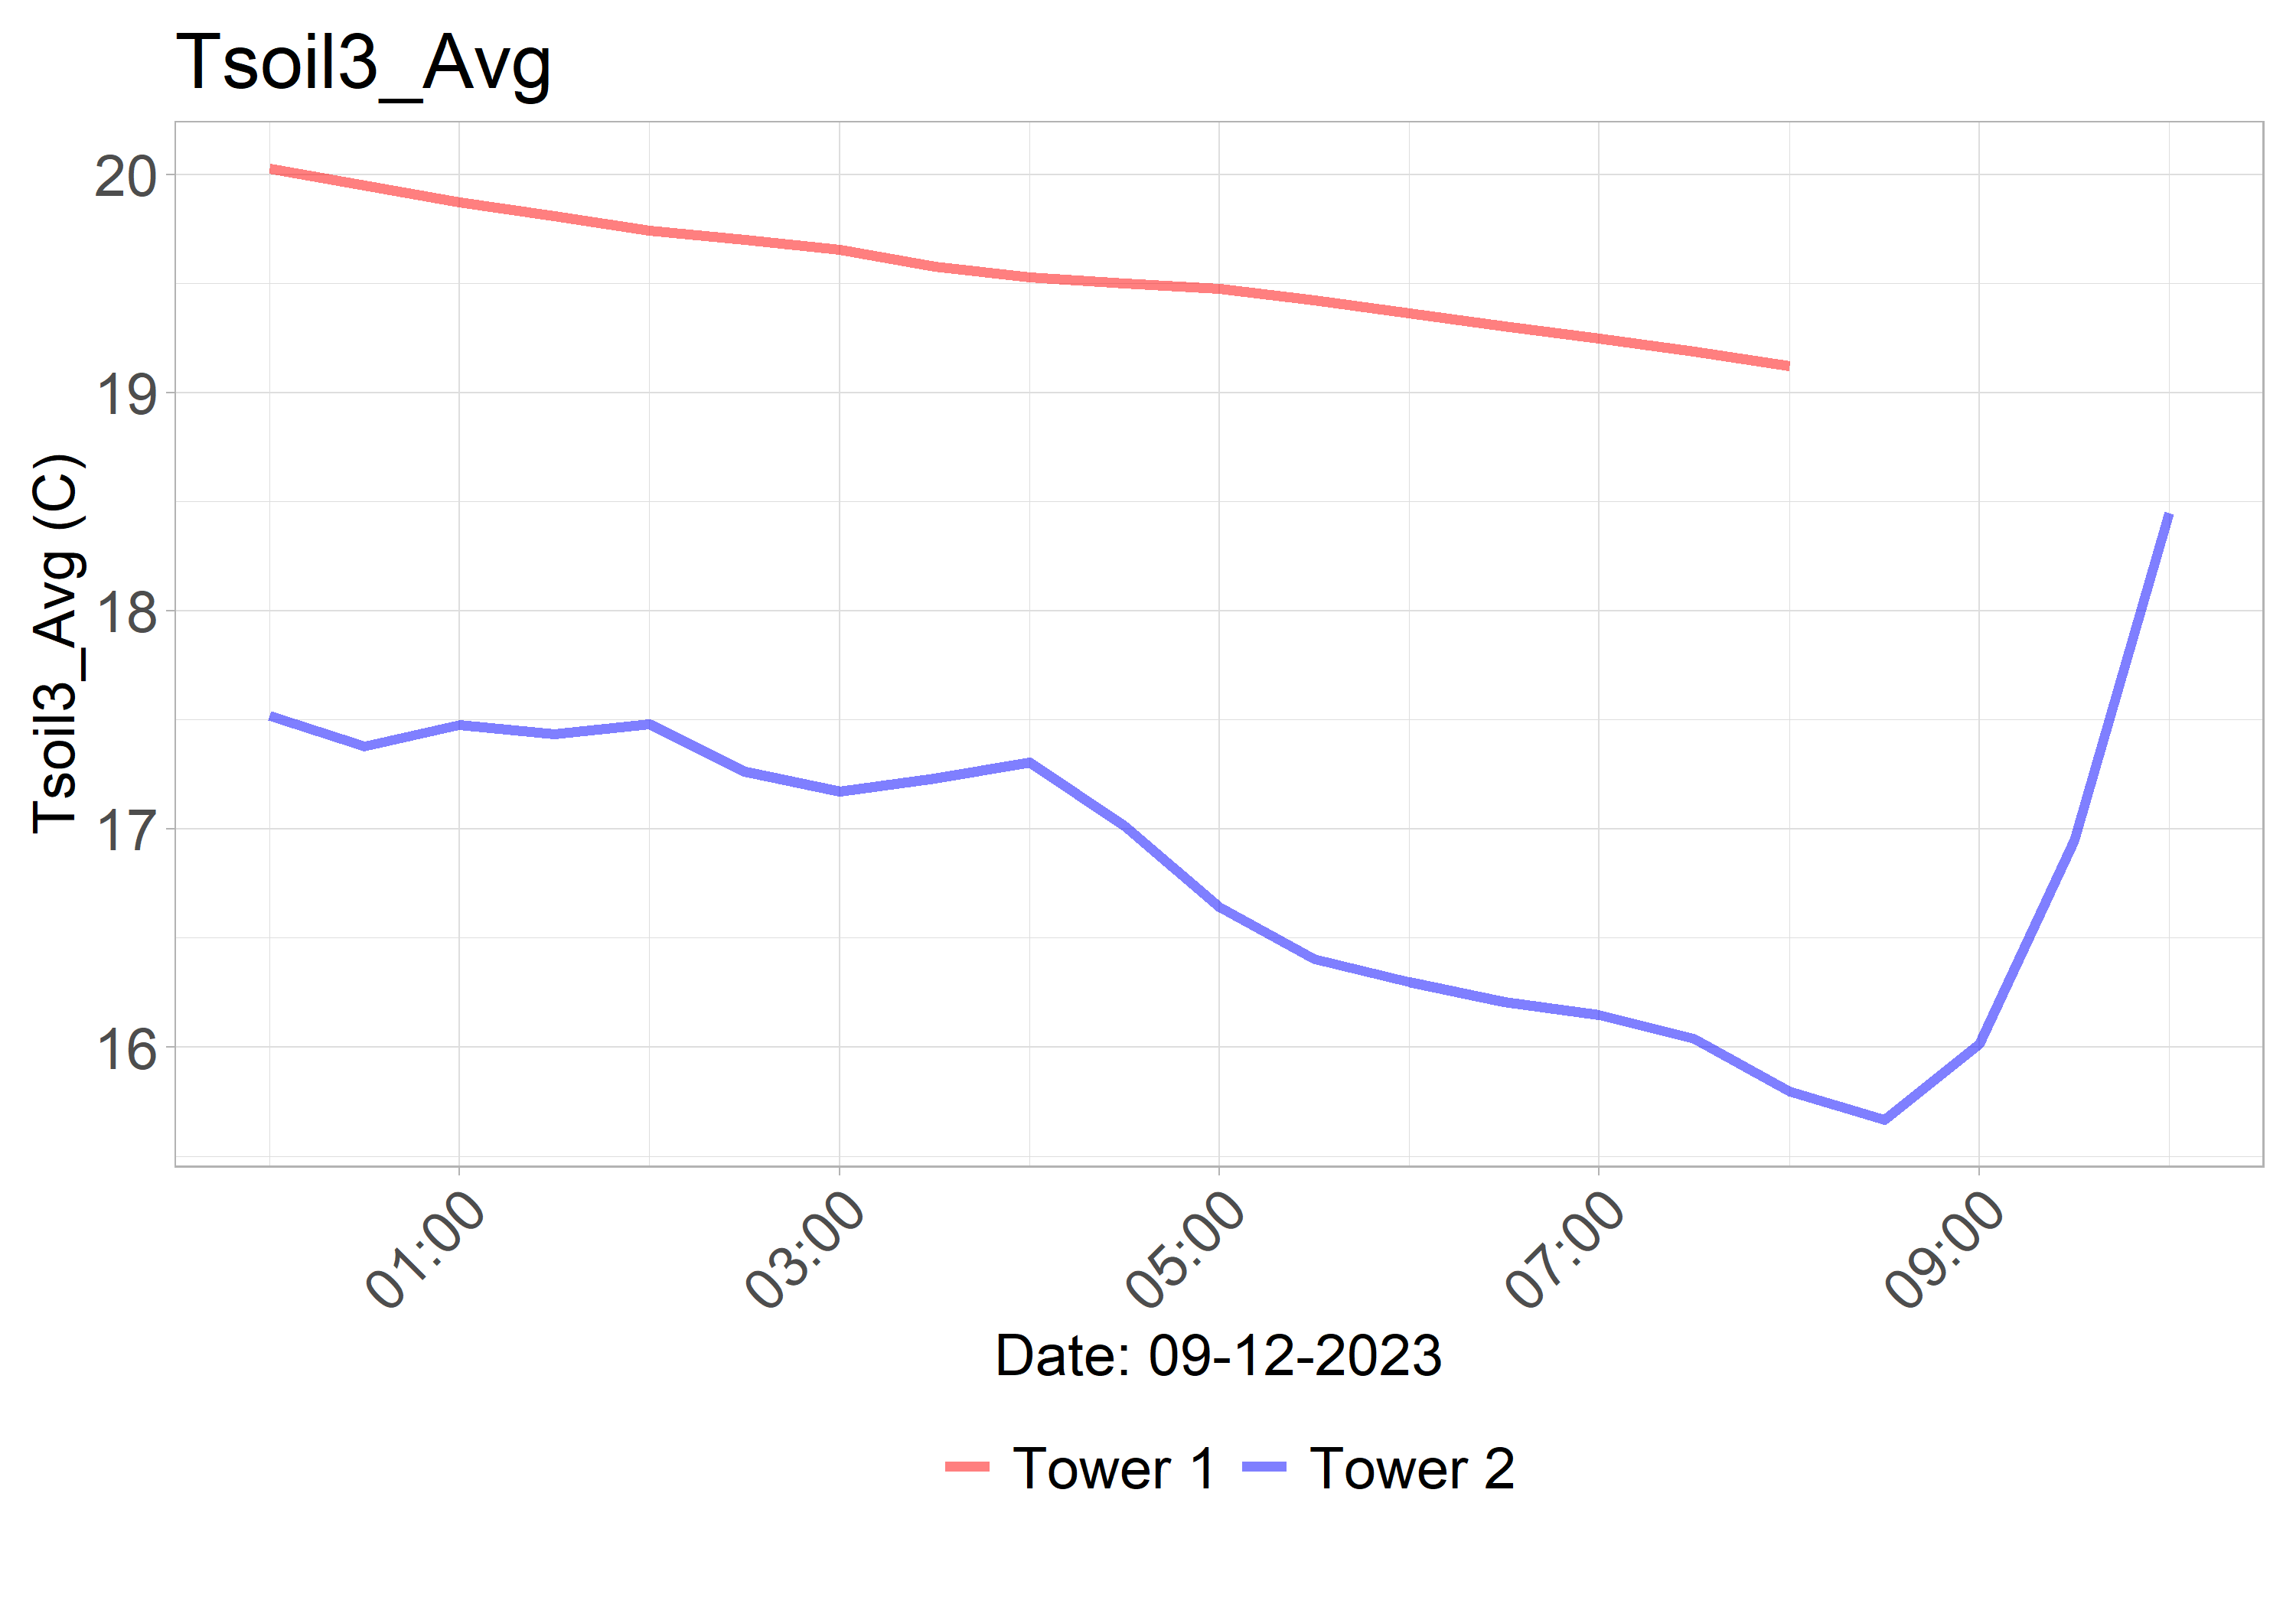 Tsoil3_Avg
Tsoil3_Avg (C)
20
19
18
17
16
01:00
03:00
05:00
07:00
09:00
Date: 09-12-2023
Tower 1
Tower 2